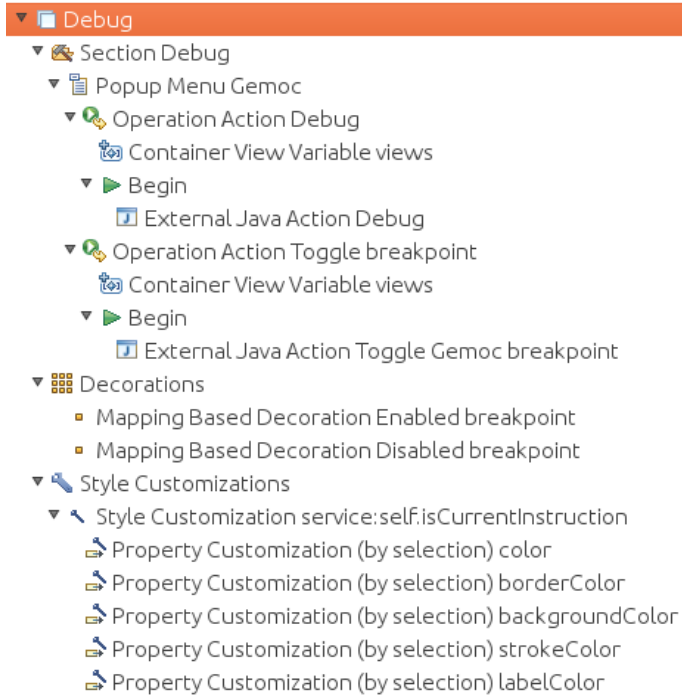 Debug
Section Debug
Popup Menu Gemoc
Operation Action Debug
Container View Variable views
Begin
External Java Action Debug
Operation Action Toggle breakpoint
Container View Variable views
Begin
External Java Action Toggle Gemoc breakpoint
Decorations
Mapping Based Decoration Enabled breakpoint
Mapping Based Decoration Disabled breakpoint
Style Customizations
Style Customization service:self.isCurrentInstruction
Property Customization (by selection) color
Property Customization (by selection) borderColor
Property Customization (by selection) backgroundColor
Property Customization (by selection) strokeColor
Property Customization (by selection) labelColor